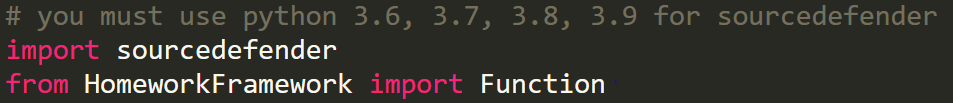 # you must use python 3.6, 3.7, 3.8, 3.9 for sourcedefender
import sourcedefender
from HomeworkFramework import Function